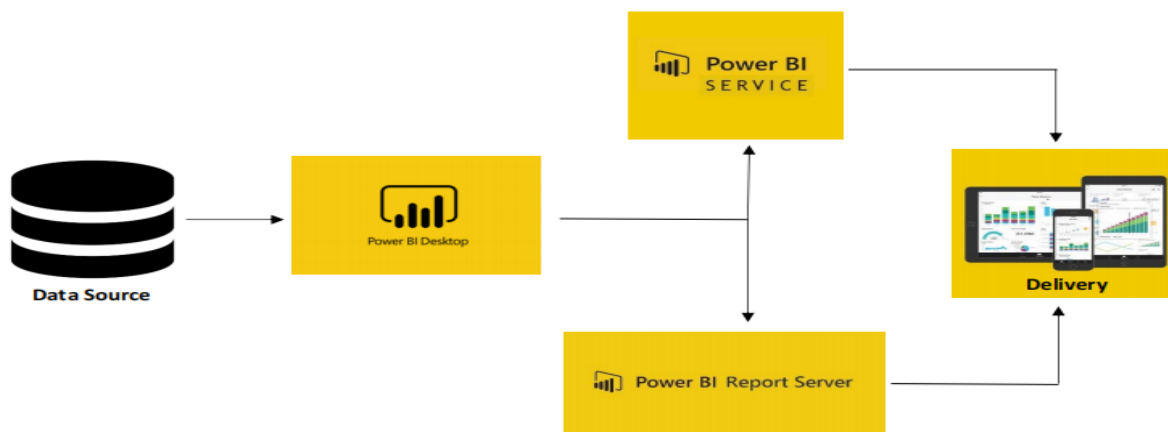 Power BI
SERVICE
Data Source
Power BI Desktop
Delivery
Power BI Report Server